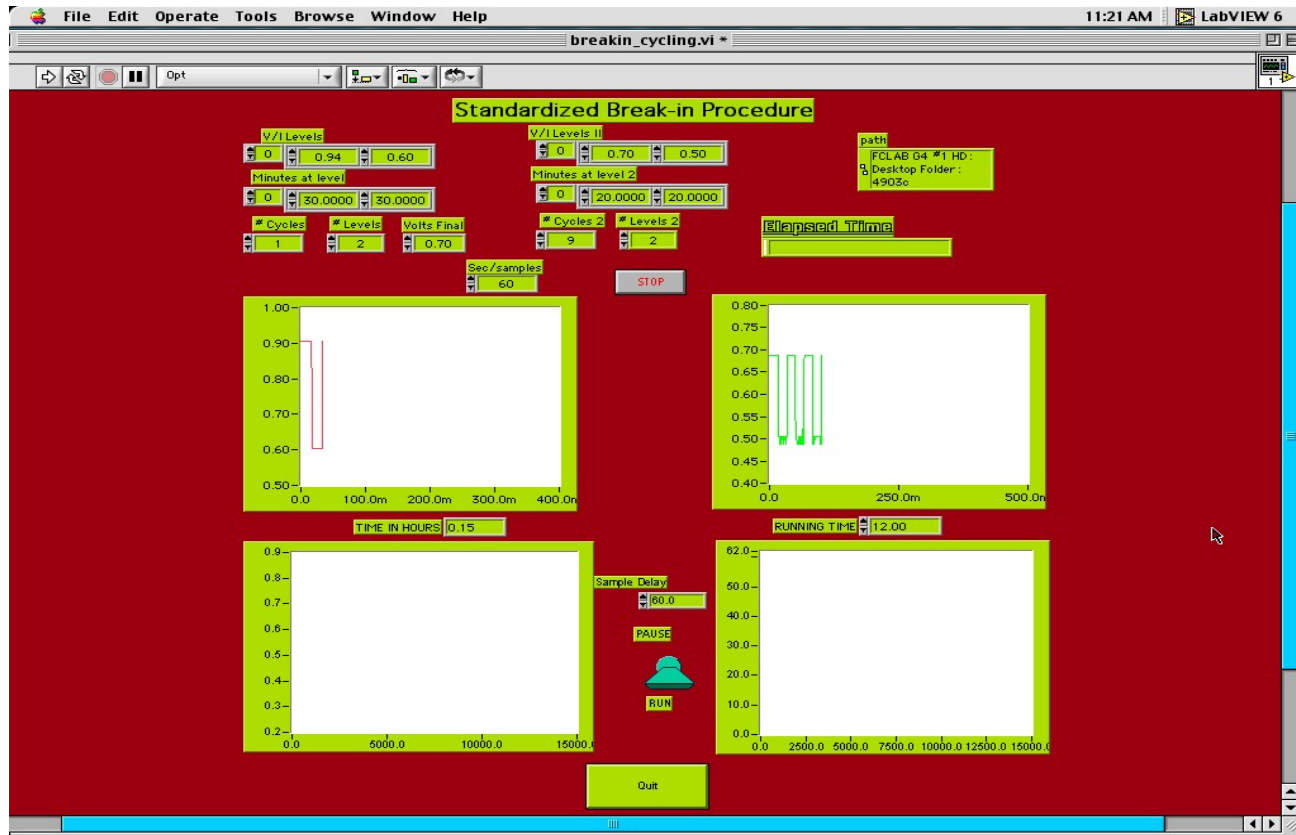 File Edit Operate Tools Browse Window Help 11:21 AM LabVIEW 6
breakin_cycling.vi *
Opt
1
Standardized Break-in Procedure
V/I Levels
0 0.94 0.60
Minutes at level
0 30.0000 30.0000
# Cycles # Levels Volts Final
1 2 0.70
V/I Levels II
0 0.70 0.50
Minutes at level 2
0 20.0000 20.0000
# Cycles 2 # Levels 2
9 2
path
FCLAB G4 #1 HD:
Desktop Folder:
4903c
Elapsed Time
Sec/samples
60
STOP
1.00
0.90
0.80
0.70
0.60
0.50
0.0 100.0m 200.0m 300.0m 400.0m
0.80
0.75
0.70
0.65
0.60
0.55
0.50
0.45
0.40
0.0 250.0m 500.0m
TIME IN HOURS 0.15
RUNNING TIME 12.00
0.9
0.8
0.7
0.6
0.5
0.4
0.3
0.2
0.0 5000.0 10000.0 15000.0
Sample Delay
60.0
PAUSE
RUN
62.0
50.0
40.0
30.0
20.0
10.0
0.0
0.0 2500.0 5000.0 7500.0 10000.0 12500.0 15000.0
Quit